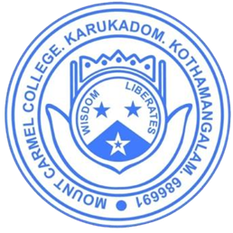 MOUNT CARMEL COLLEGE. KARUKADOM. KOTHAMANGALAM. 686691
WISDOM LIBERATES